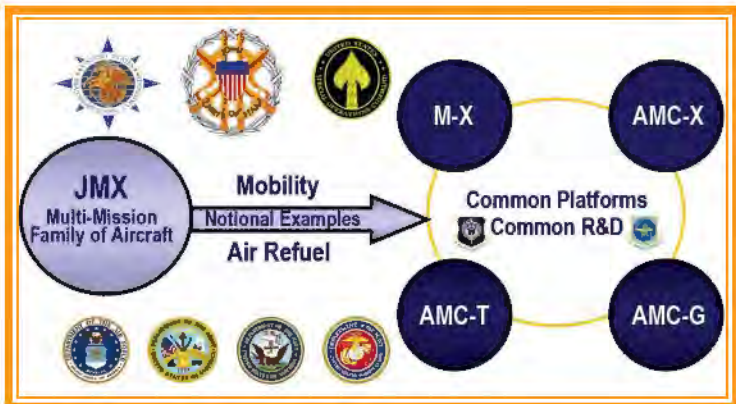 JMX
Multi-Mission
Family of Aircraft
Mobility
Notional Examples
Air Refuel
M-X
AMC-X
Common Platforms
Common R&D
AMC-T
AMC-G